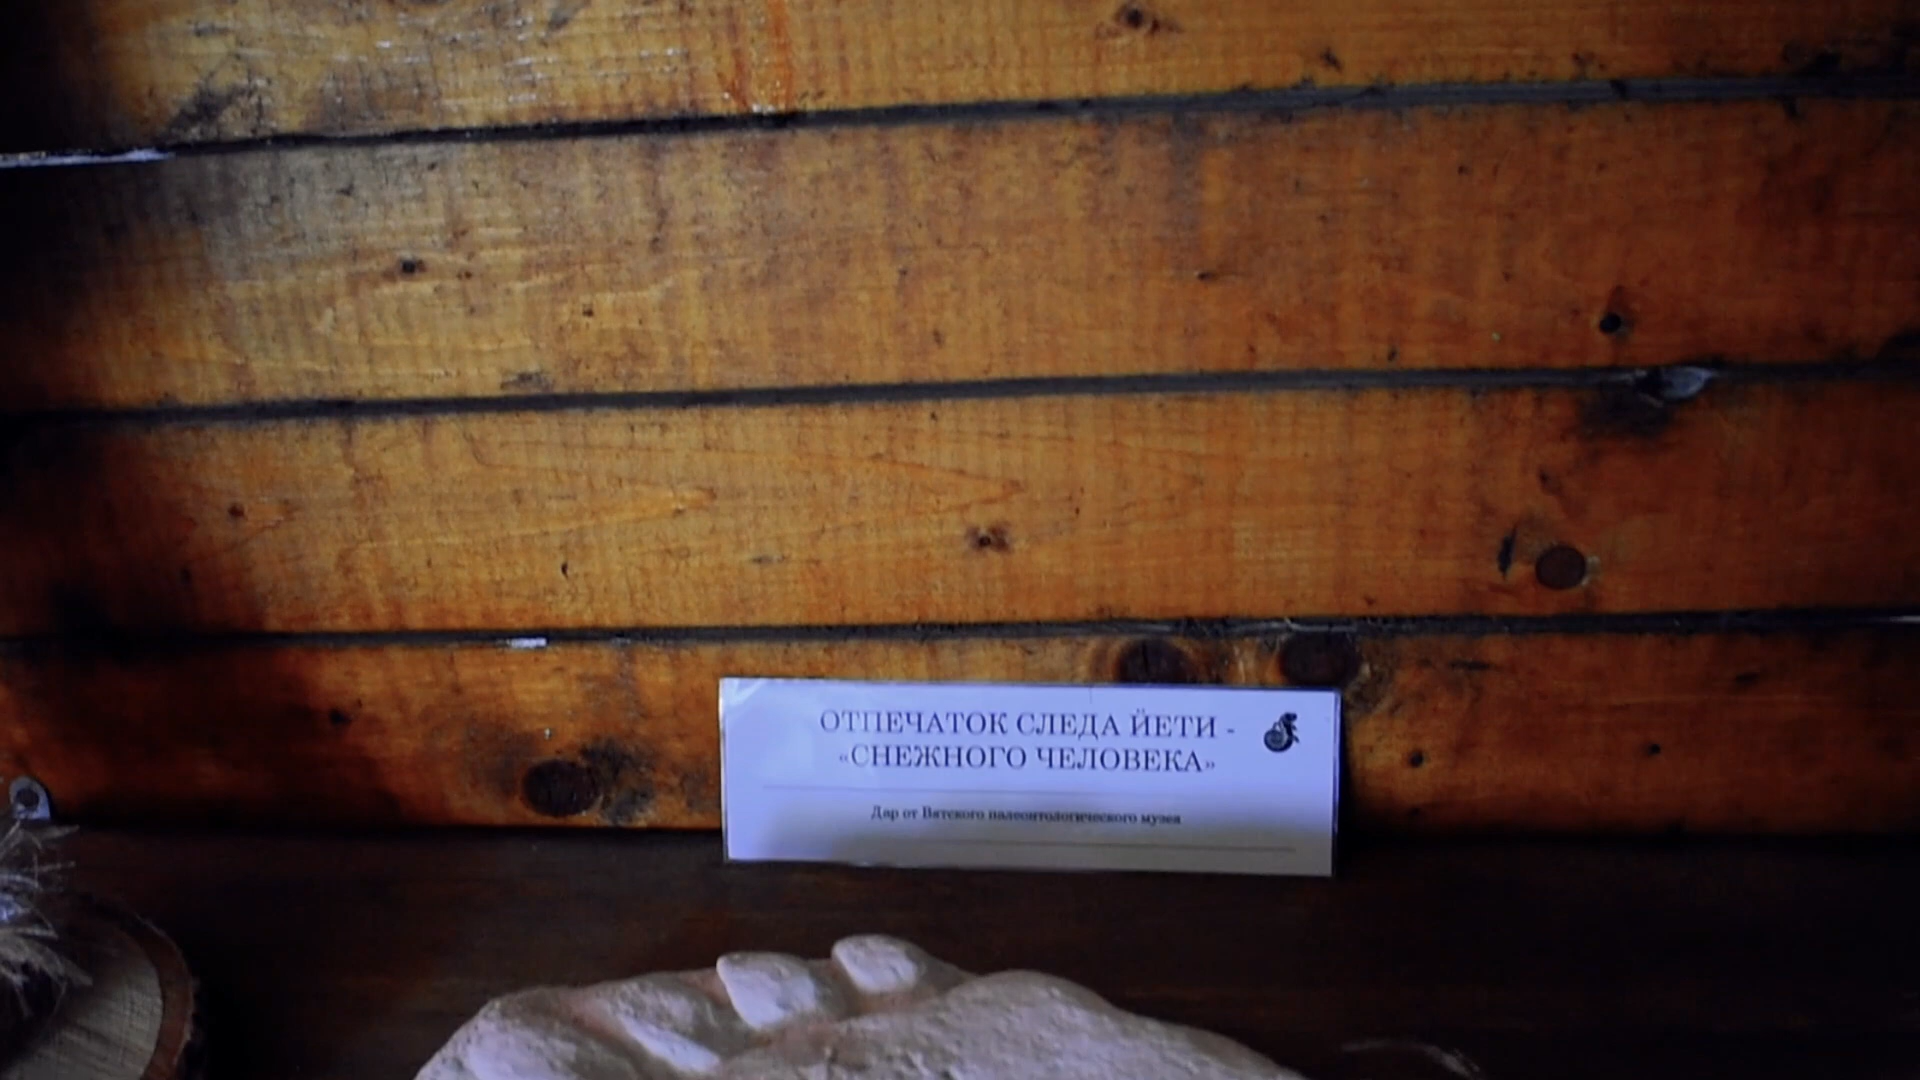 ОТПЕЧАТОК СЛЕДА ЙЕТИ -
«СНЕЖНОГО ЧЕЛОВЕКА»
Дар от Вятского палеонтологического музея